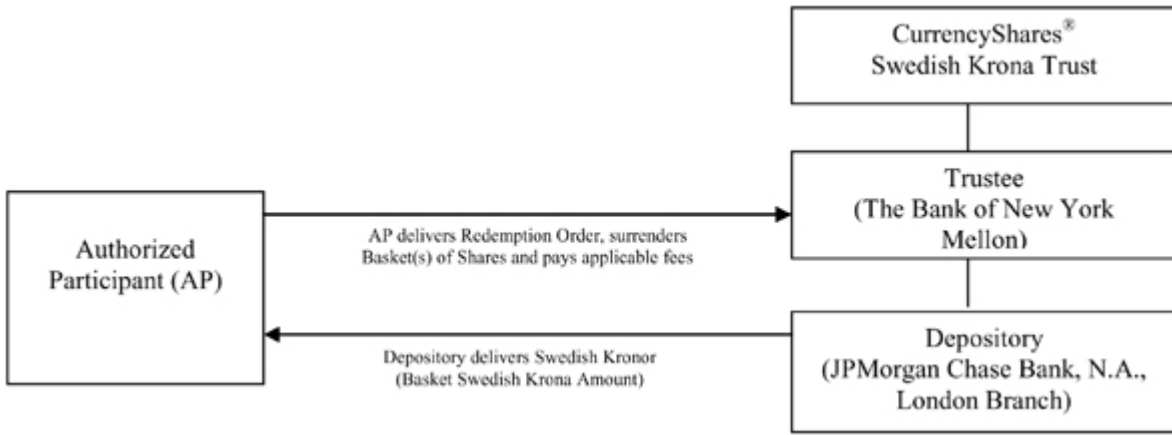 CurrencyShares®
Swedish Krona Trust
Trustee
(The Bank of New York
Mellon)
Authorized
Participant (AP)
AP delivers Redemption Order, surrenders
Basket(s) of Shares and pays applicable fees
Depository delivers Swedish Kronor
(Basket Swedish Krona Amount)
Depository
(JPMorgan Chase Bank, N.A.,
London Branch)